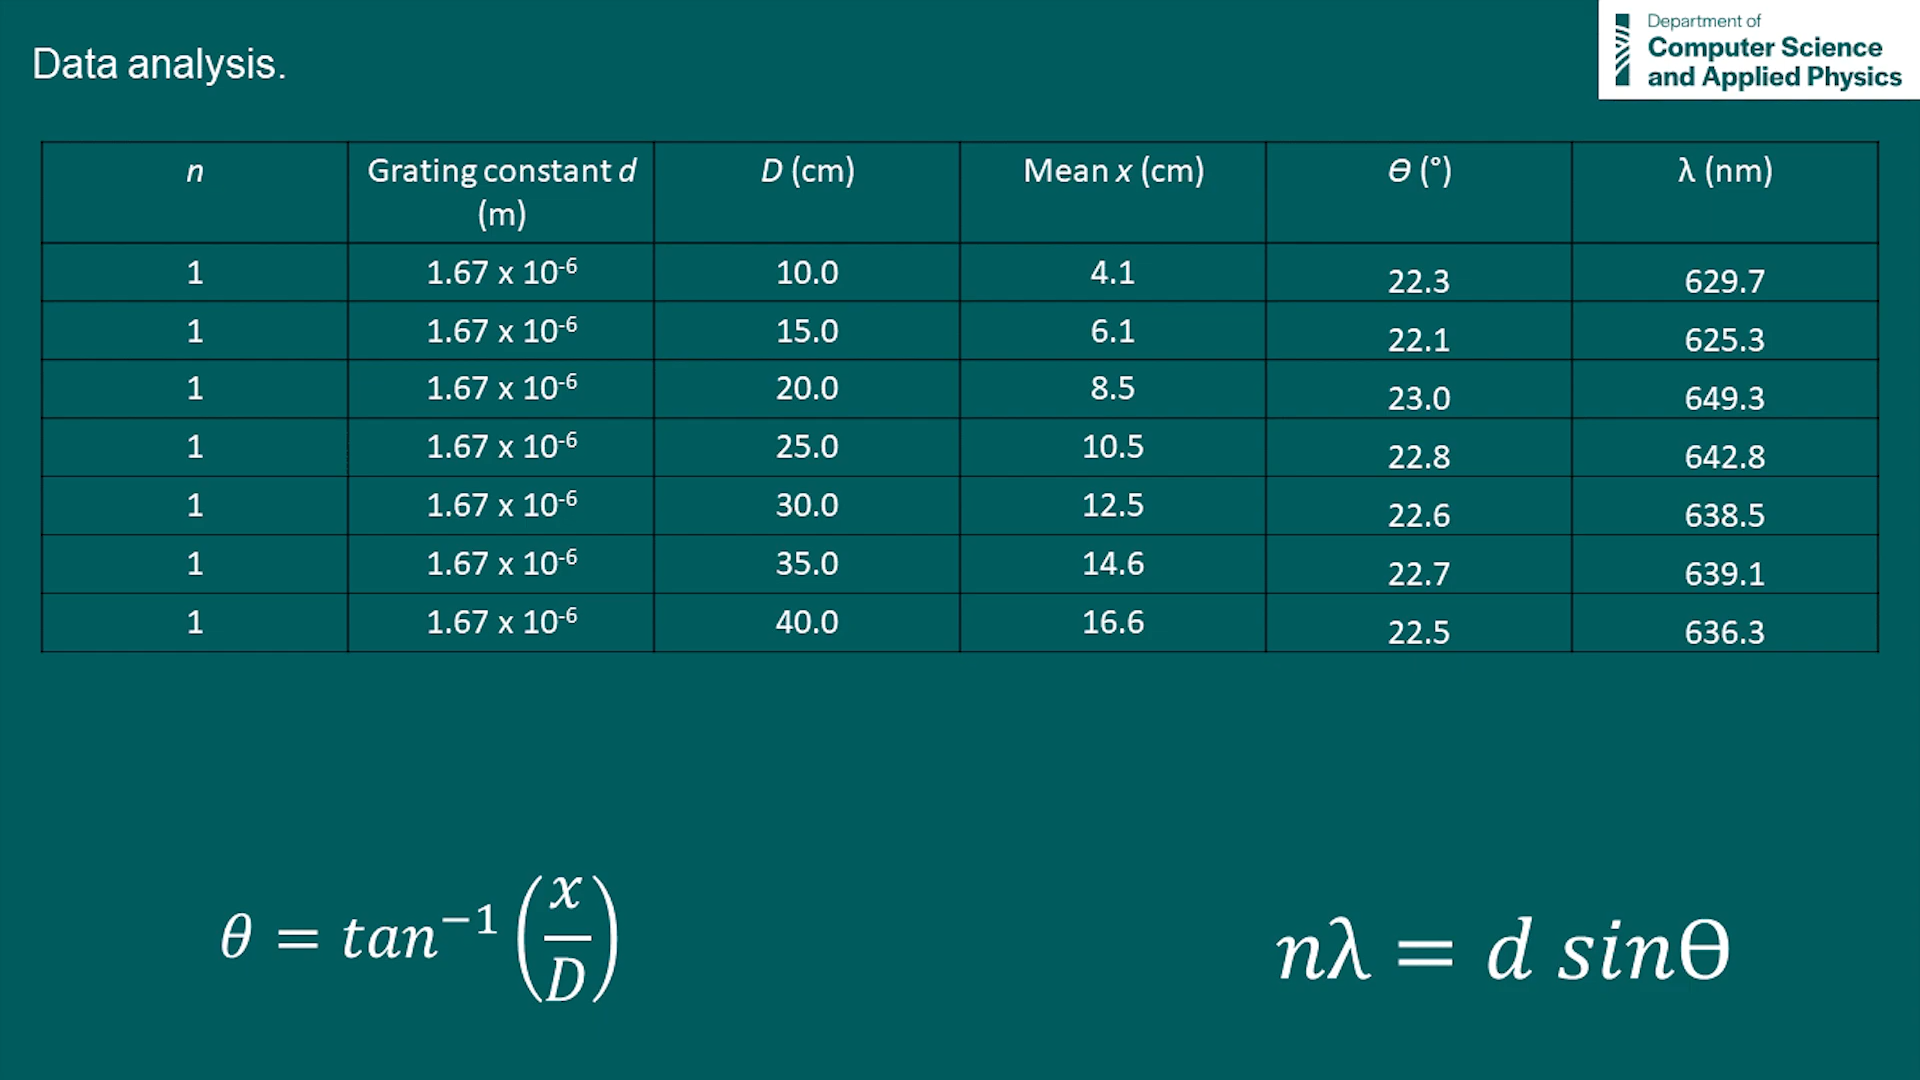 Department of
Computer Science
and Applied Physics
Data analysis.
n Grating constant d (m) D (cm) Mean x (cm) ϴ (°) λ (nm)
1 1.67 x 10⁻⁶ 10.0 4.1 22.3 629.7
1 1.67 x 10⁻⁶ 15.0 6.1 22.1 625.3
1 1.67 x 10⁻⁶ 20.0 8.5 23.0 649.3
1 1.67 x 10⁻⁶ 25.0 10.5 22.8 642.8
1 1.67 x 10⁻⁶ 30.0 12.5 22.6 638.5
1 1.67 x 10⁻⁶ 35.0 14.6 22.7 639.1
1 1.67 x 10⁻⁶ 40.0 16.6 22.5 636.3
θ = tan⁻¹ (x/D)
nλ = d sinϴ